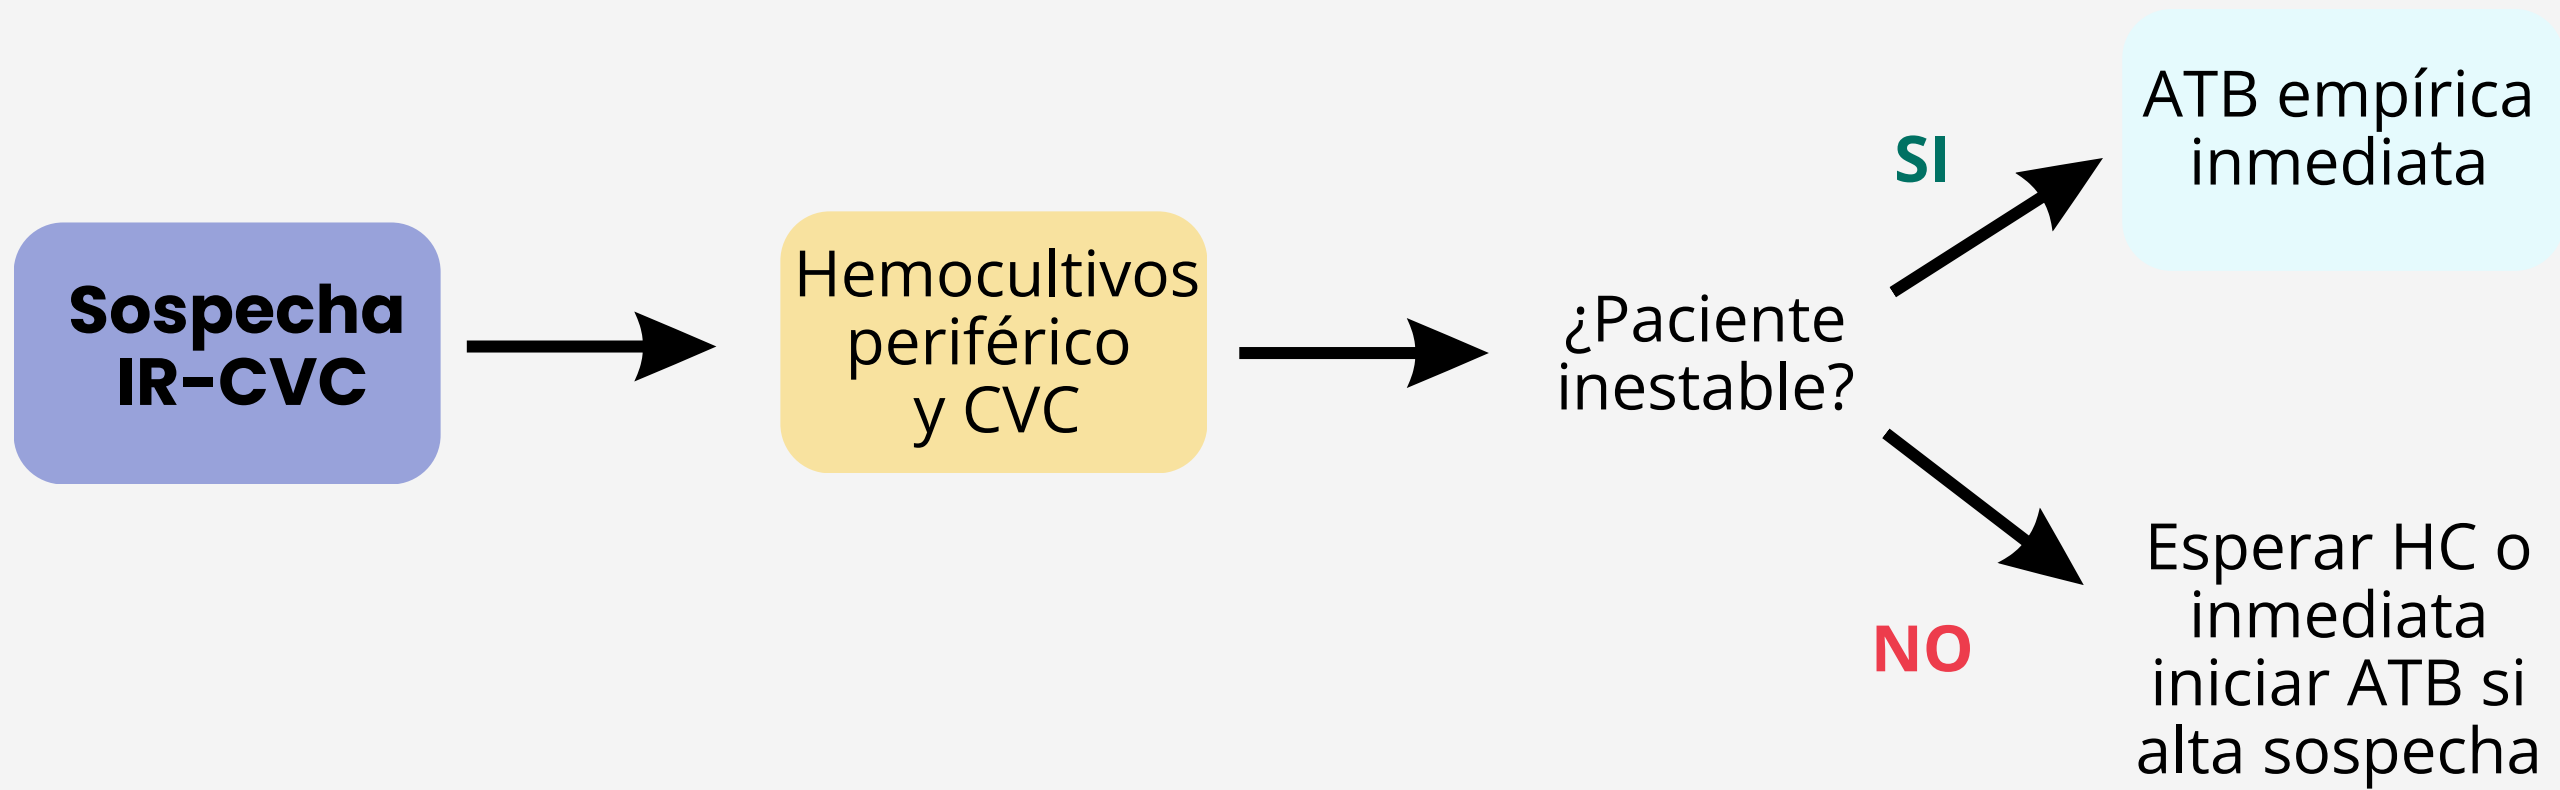 Sospecha
IR-CVC
Hemocultivos
periférico
y CVC
¿Paciente
inestable?
SI
ATB empírica
inmediata
NO
Esperar HC o
inmediata
iniciar ATB si
alta sospecha